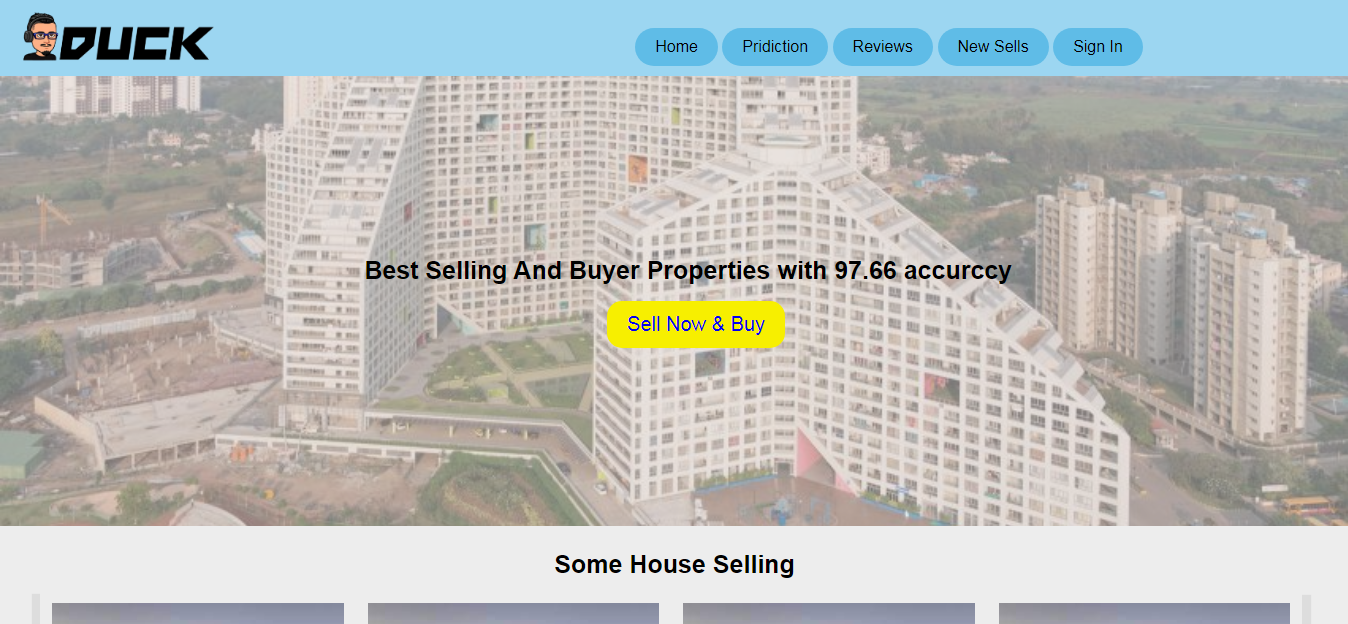 DUCK
Home Pridiction Reviews New Sells Sign In
Best Selling And Buyer Properties with 97.66 accurccy
Sell Now & Buy
Some House Selling